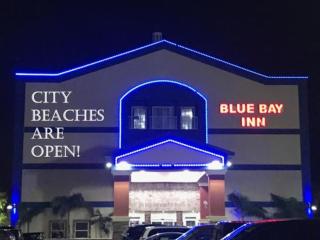 CITY
BEACHES
ARE
OPEN!
BLUE BAY
INN